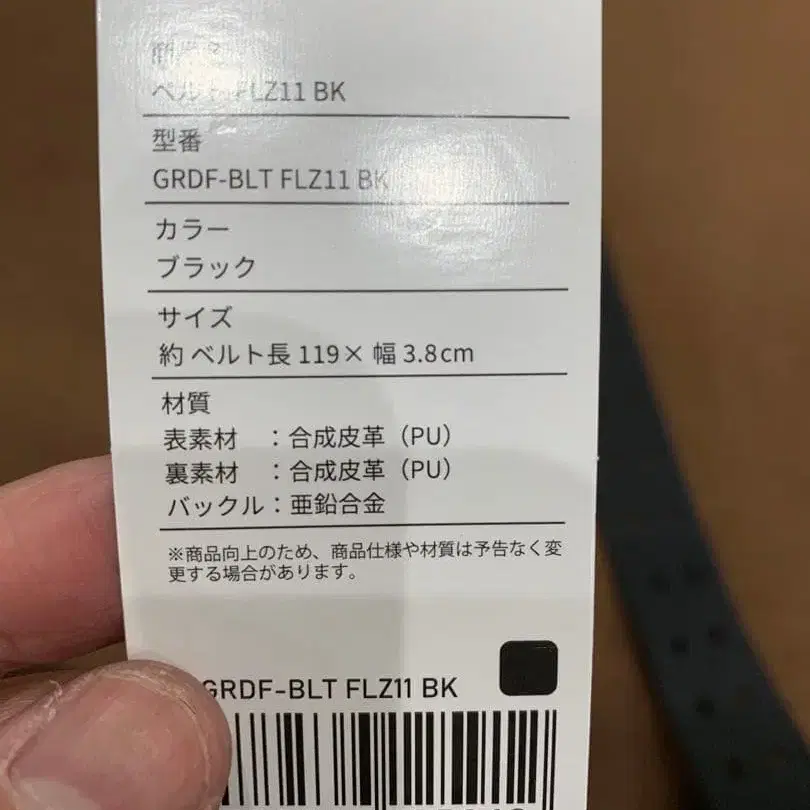 ベルト FLZ11 BK
型番
GRDF-BLT FLZ11 BK
カラー
ブラック
サイズ
約 ベルト長 119× 幅 3.8cm
材質
表素材　：合成皮革（PU）
裏素材　：合成皮革（PU）
バックル：亜鉛合金
※商品向上のため、商品仕様や材質は予告なく変
更する場合があります。
GRDF-BLT FLZ11 BK